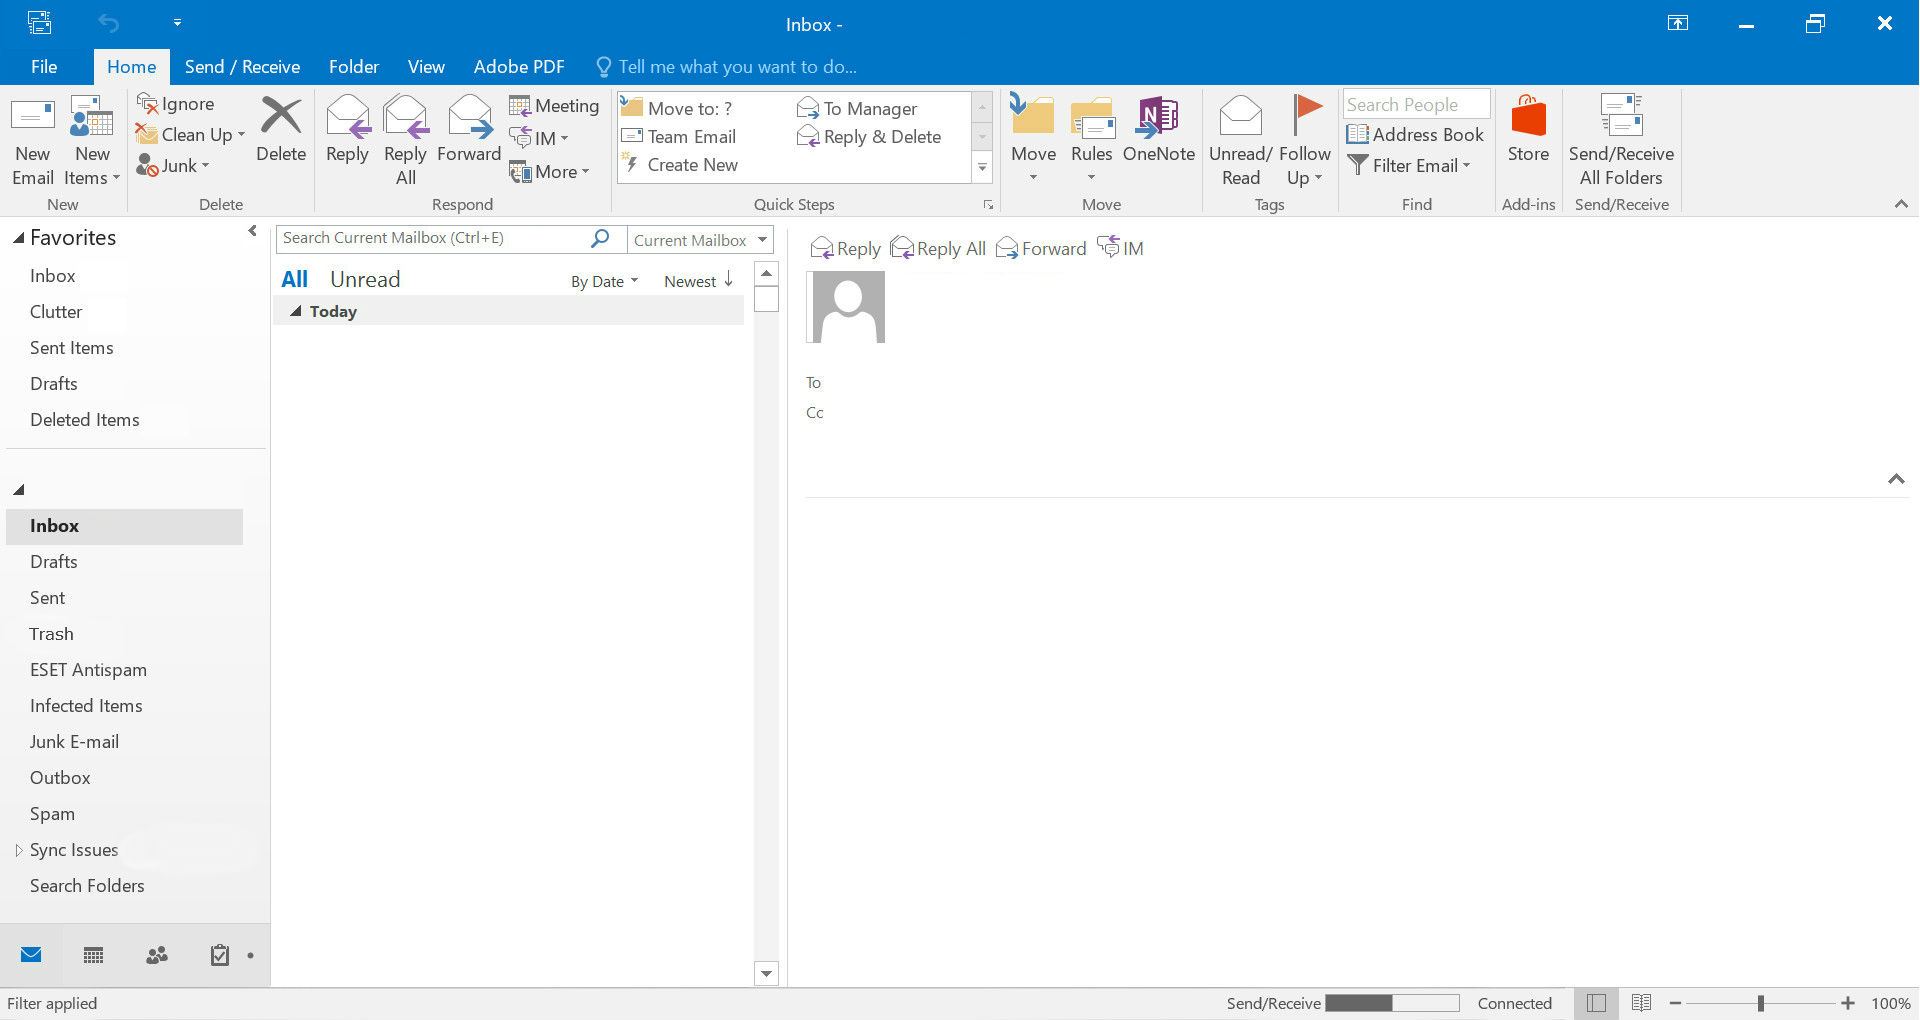 Inbox -
File Home Send / Receive Folder View Adobe PDF Tell me what you want to do...
New Email
New Items
New
Ignore
Clean Up
Junk
Delete
Delete
Reply
Reply All
Forward
Meeting
IM
More
Respond
Move to: ?
Team Email
Create New
To Manager
Reply & Delete
Quick Steps
Move
Rules
OneNote
Move
Unread/ Read
Follow Up
Tags
Search People
Address Book
Filter Email
Find
Store
Add-ins
Send/Receive All Folders
Send/Receive
Favorites
Inbox
Clutter
Sent Items
Drafts
Deleted Items
Inbox
Drafts
Sent
Trash
ESET Antispam
Infected Items
Junk E-mail
Outbox
Spam
Sync Issues
Search Folders
Search Current Mailbox (Ctrl+E) Current Mailbox
All Unread By Date Newest
Today
Reply Reply All Forward IM
To
Cc
Filter applied Send/Receive Connected 100%